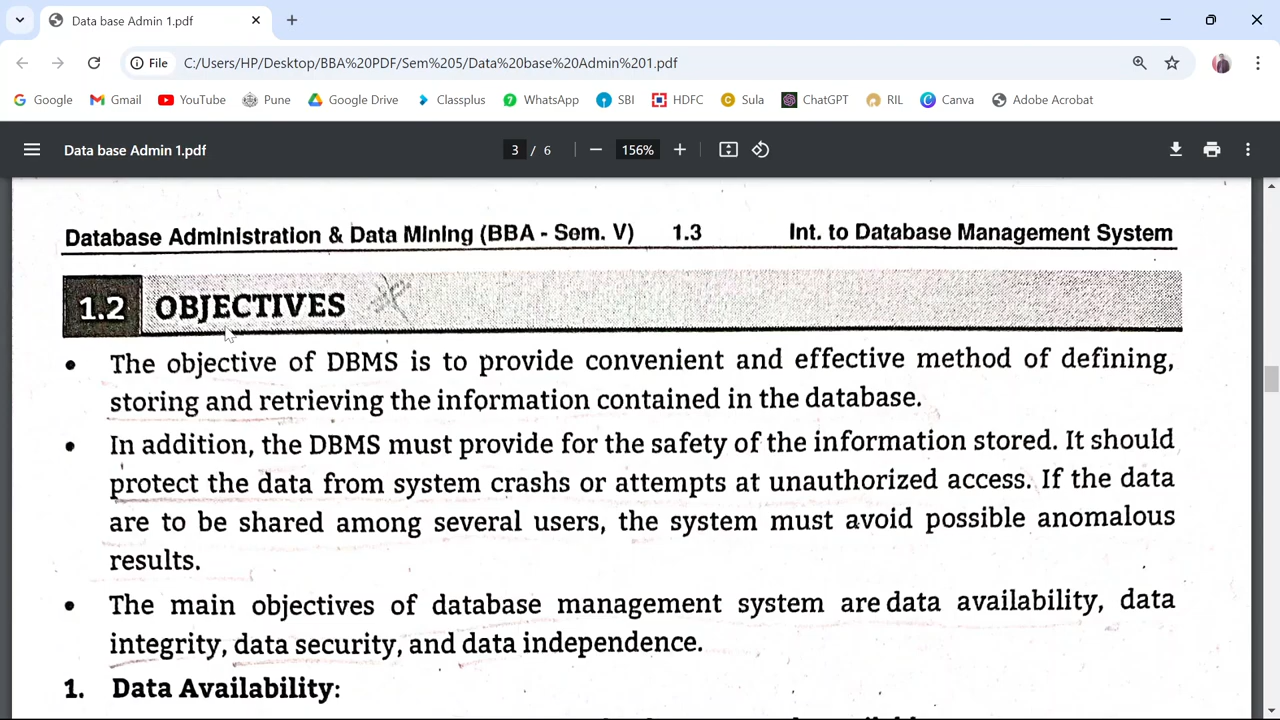 Data base Admin 1.pdf
File C:/Users/HP/Desktop/BBA%20PDF/Sem%205/Data%20base%20Admin%201.pdf
Google Gmail YouTube Pune Google Drive Classplus WhatsApp SBI HDFC Sula ChatGPT RIL Canva Adobe Acrobat
Data base Admin 1.pdf 3 / 6 156%
Database Administration & Data Mining (BBA - Sem. V) 1.3 Int. to Database Management System
1.2 OBJECTIVES
• The objective of DBMS is to provide convenient and effective method of defining,
storing and retrieving the information contained in the database.
• In addition, the DBMS must provide for the safety of the information stored. It should
protect the data from system crashs or attempts at unauthorized access. If the data
are to be shared among several users, the system must avoid possible anomalous
results.
• The main objectives of database management system are data availability, data
integrity, data security, and data independence.
1. Data Availability: